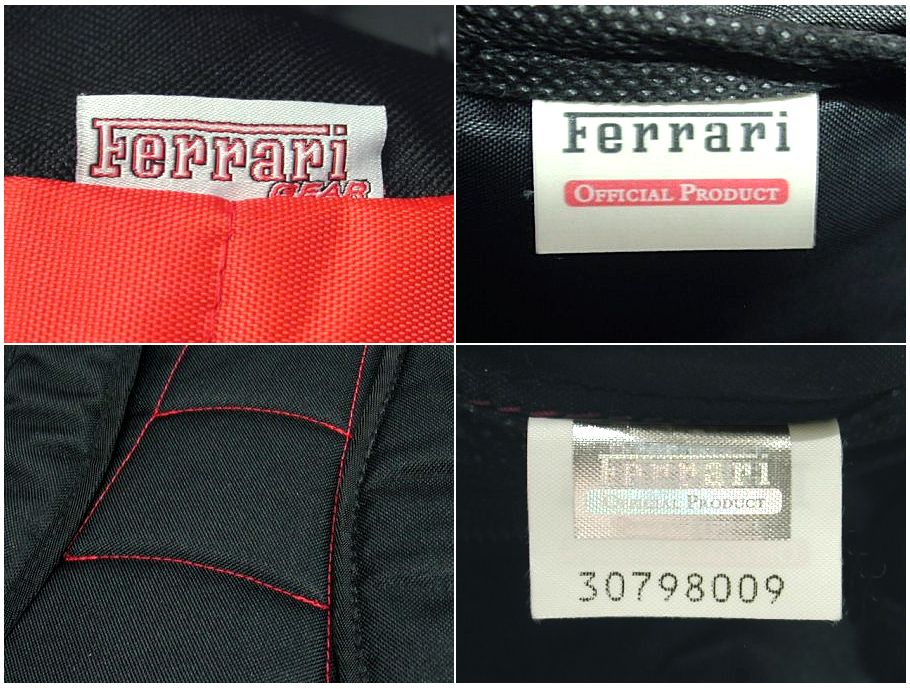 Ferrari
GEAR
Ferrari
OFFICIAL PRODUCT
Ferrari
OFFICIAL PRODUCT
30798009